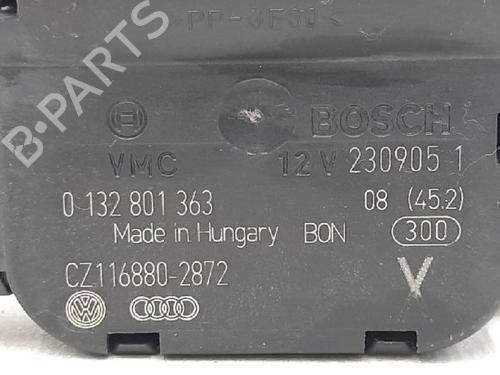 B-PARTS
BOSCH
VMC 12V 230905 1
0 132 801 363 08 (45.2)
Made in Hungary BON 300
CZ116880-2872 V